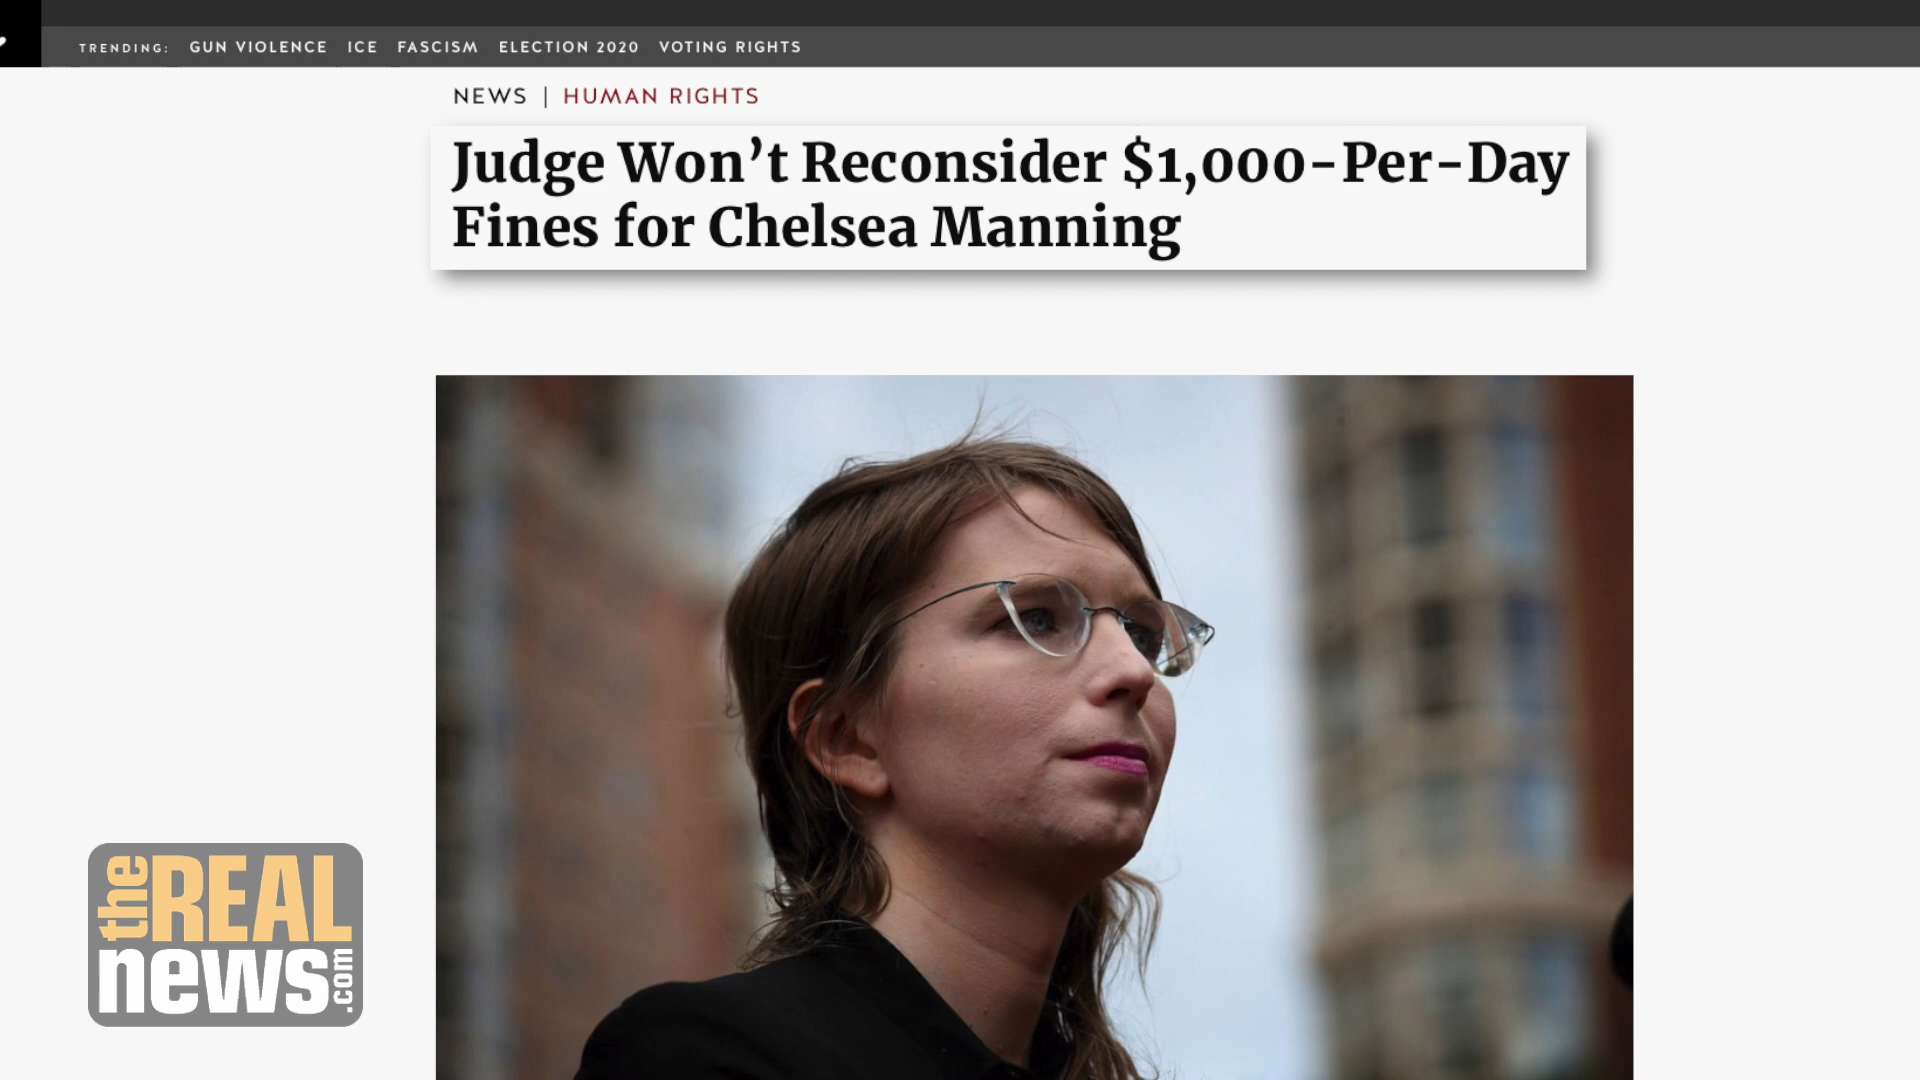 TRENDING: GUN VIOLENCE ICE FASCISM ELECTION 2020 VOTING RIGHTS
NEWS | HUMAN RIGHTS
Judge Won’t Reconsider $1,000-Per-Day
Fines for Chelsea Manning
the REAL
news.com